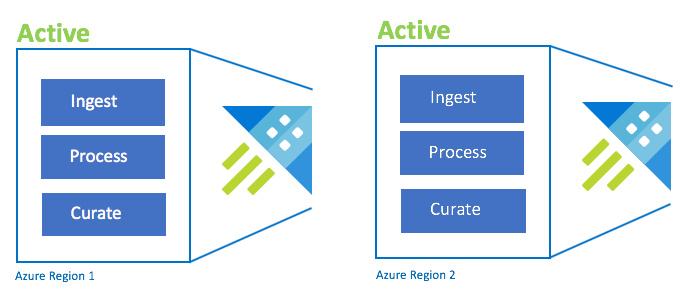 Active
Ingest
Process
Curate
Azure Region 1
Active
Ingest
Process
Curate
Azure Region 2